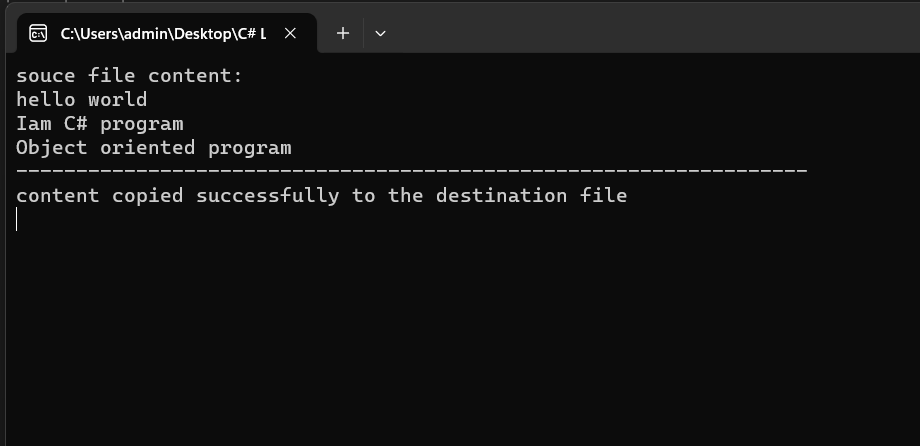 C:\Users\admin\Desktop\C# L
souce file content:
hello world
Iam C# program
Object oriented program
------------------------------------------------------------------
content copied successfully to the destination file